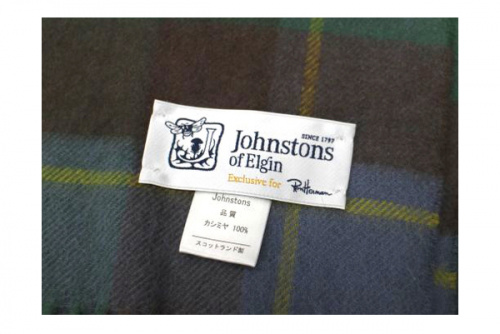 SINCE 1797
Johnstons
of Elgin
Exclusive for Ron Herman
Johnstons
品質
カシミヤ 100%
スコットランド製